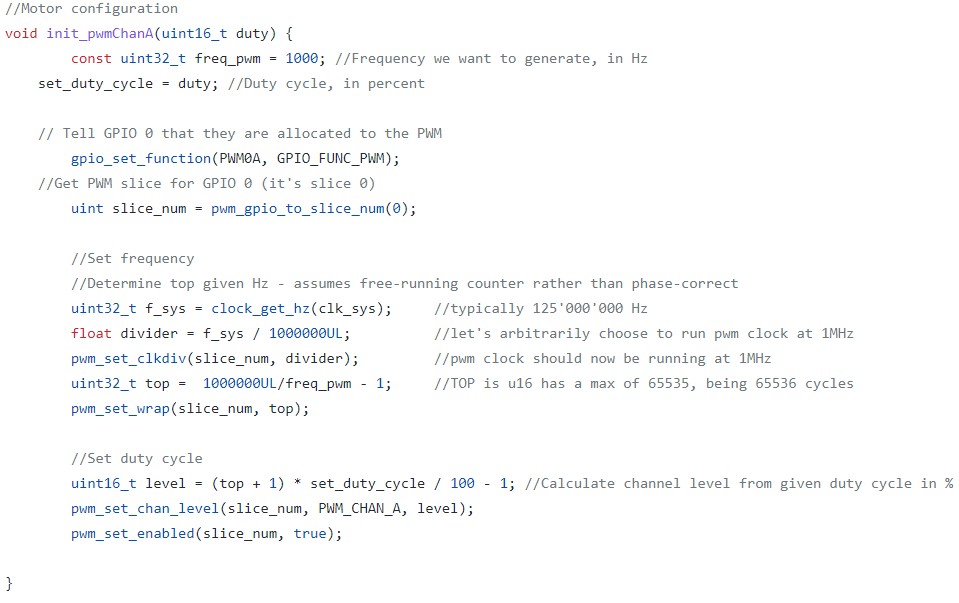 //Motor configuration
void init_pwmChanA(uint16_t duty) {
        const uint32_t freq_pwm = 1000; //Frequency we want to generate, in Hz
    set_duty_cycle = duty; //Duty cycle, in percent

    // Tell GPIO 0 that they are allocated to the PWM
        gpio_set_function(PWM0A, GPIO_FUNC_PWM);
    //Get PWM slice for GPIO 0 (it's slice 0)
        uint slice_num = pwm_gpio_to_slice_num(0);

        //Set frequency
        //Determine top given Hz - assumes free-running counter rather than phase-correct
        uint32_t f_sys = clock_get_hz(clk_sys);     //typically 125'000'000 Hz
        float divider = f_sys / 1000000UL;          //let's arbitrarily choose to run pwm clock at 1MHz
        pwm_set_clkdiv(slice_num, divider);         //pwm clock should now be running at 1MHz
        uint32_t top =  1000000UL/freq_pwm - 1;     //TOP is u16 has a max of 65535, being 65536 cycles
        pwm_set_wrap(slice_num, top);

        //Set duty cycle
        uint16_t level = (top + 1) * set_duty_cycle / 100 - 1; //Calculate channel level from given duty cycle in %
        pwm_set_chan_level(slice_num, PWM_CHAN_A, level);
        pwm_set_enabled(slice_num, true);

}